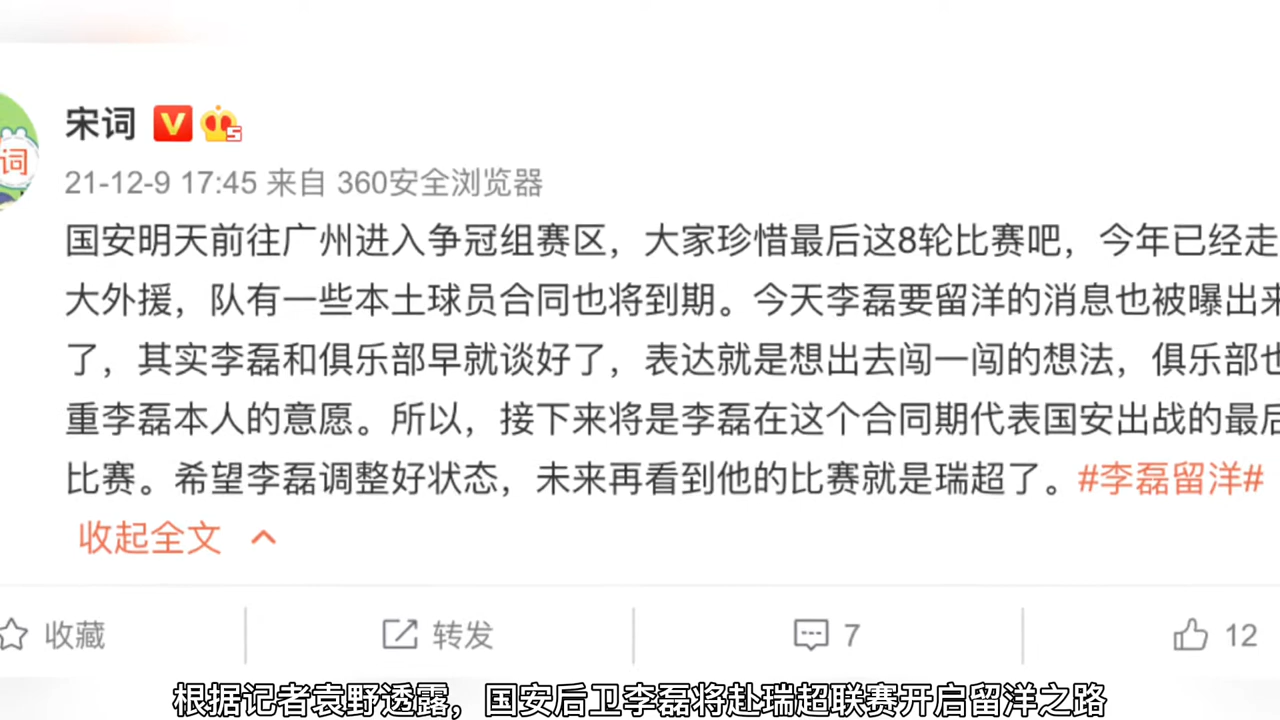 宋词
词
21-12-9 17:45 来自 360安全浏览器
国安明天前往广州进入争冠组赛区，大家珍惜最后这8轮比赛吧，今年已经走
大外援，队有一些本土球员合同也将到期。今天李磊要留洋的消息也被曝出来
了，其实李磊和俱乐部早就谈好了，表达就是想出去闯一闯的想法，俱乐部也
重李磊本人的意愿。所以，接下来将是李磊在这个合同期代表国安出战的最后
比赛。希望李磊调整好状态，未来再看到他的比赛就是瑞超了。#李磊留洋#
收起全文
收藏 转发 7 12
根据记者袁野透露，国安后卫李磊将赴瑞超联赛开启留洋之路